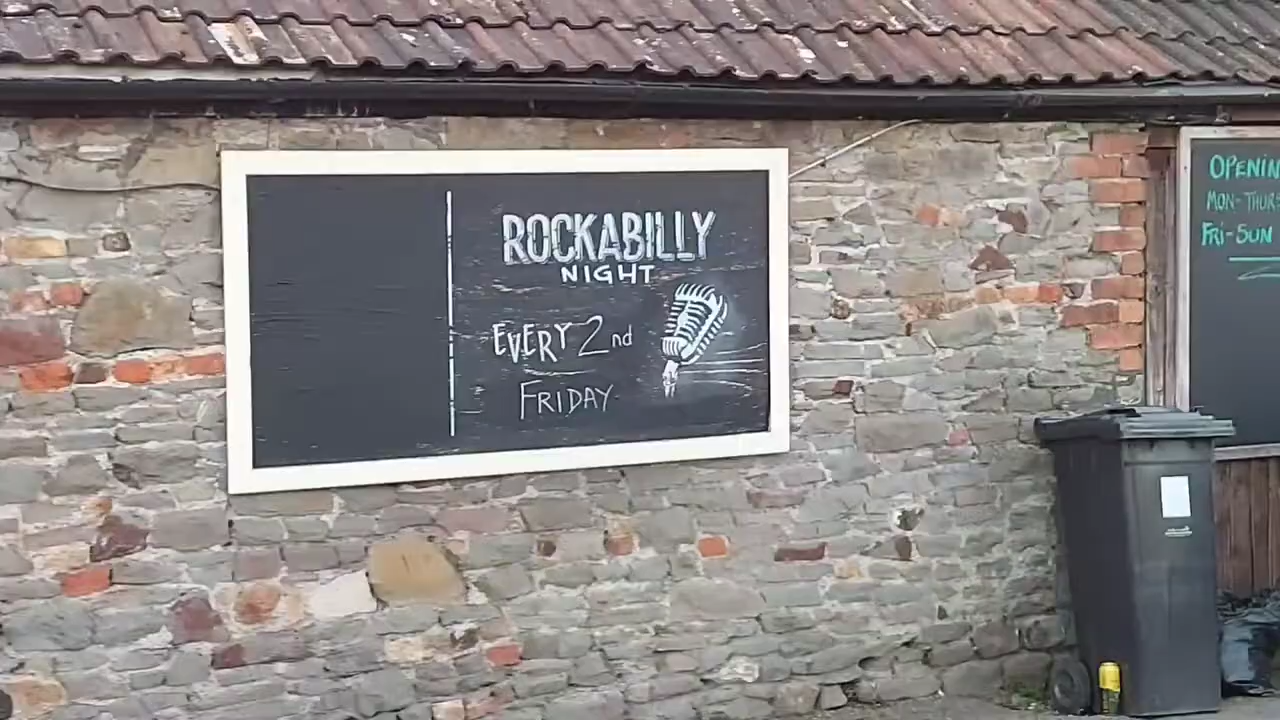 ROCKABILLY
NIGHT
EVERY 2nd
FRIDAY
OPENIN
MON-THURS
FRI-SUN